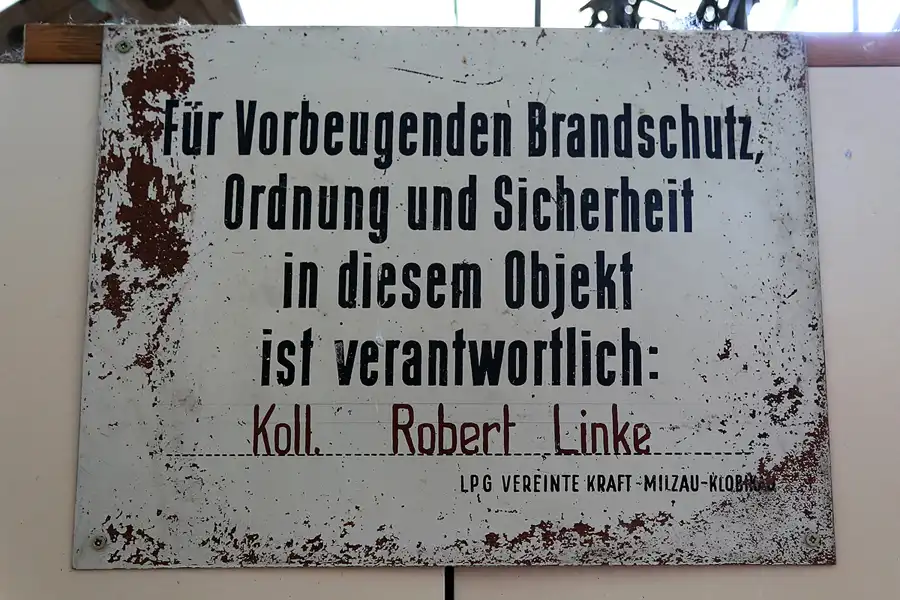 Für Vorbeugenden Brandschutz,
Ordnung und Sicherheit
in diesem Objekt
ist verantwortlich:
Koll. Robert Linke
LPG VEREINTE KRAFT-MILZAU-KLOBIKAU